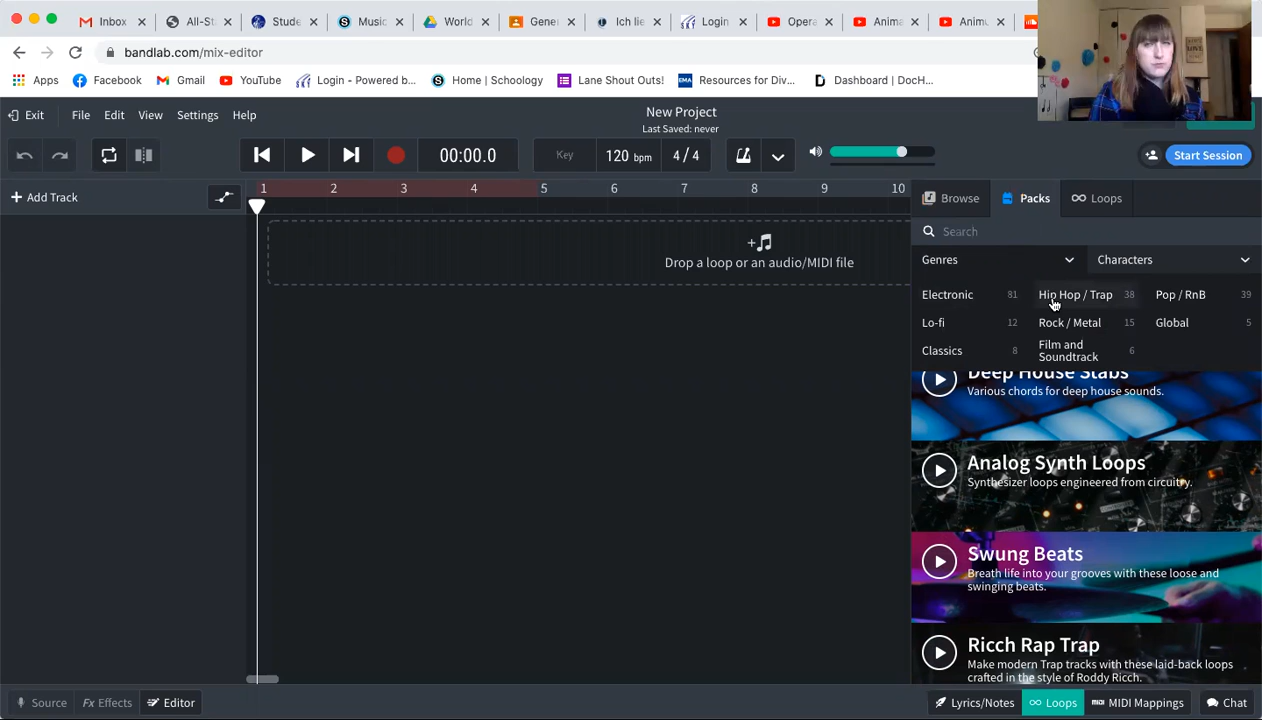 Inbox
All-St
Stude
Music
World
Gener
Ich lie
Login
Opera
Anima
Animu
bandlab.com/mix-editor
Apps
Facebook
Gmail
YouTube
Login - Powered b...
Home | Schoology
Lane Shout Outs!
EMA
Resources for Div...
Dashboard | DocH...
Exit
File
Edit
View
Settings
Help
New Project
Last Saved: never
00:00.0
Key
120 bpm
4 / 4
Start Session
+ Add Track
1 2 3 4 5 6 7 8 9 10
Browse
Packs
Loops
Search
Drop a loop or an audio/MIDI file
Genres
Characters
Electronic 81
Hip Hop / Trap 38
Pop / RnB 39
Lo-fi 12
Rock / Metal 15
Global 5
Classics 8
Film and
Soundtrack 6
Deep House Stabs
Various chords for deep house sounds.
Analog Synth Loops
Synthesizer loops engineered from circuitry.
Swung Beats
Breath life into your grooves with these loose and
swinging beats.
Ricch Rap Trap
Make modern Trap tracks with these laid-back loops
crafted in the style of Roddy Ricch.
Source
Fx Effects
Editor
Lyrics/Notes
Loops
MIDI Mappings
Chat